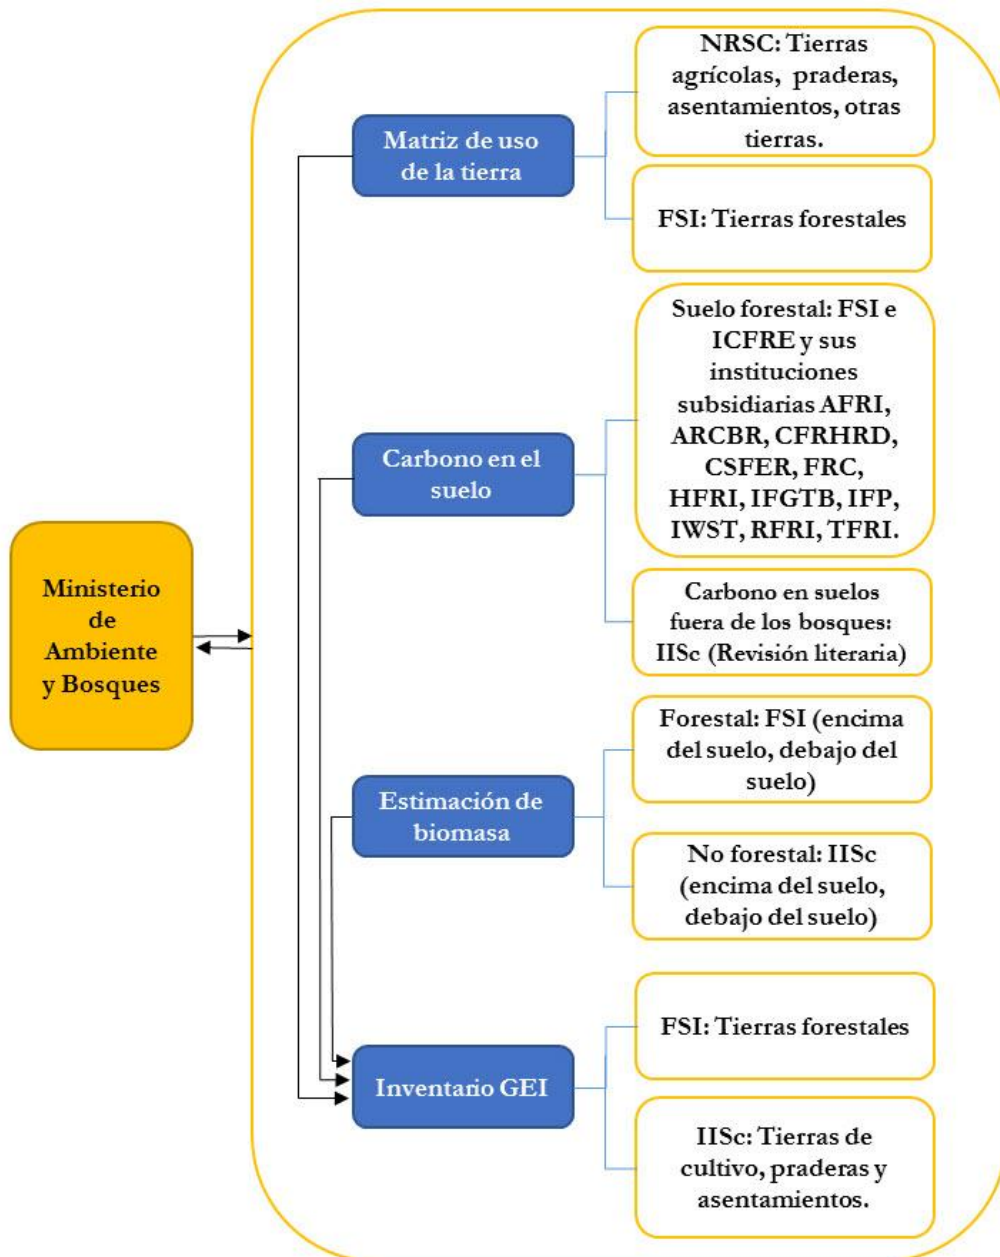 NRSC: Tierras
agrícolas, praderas,
asentamientos, otras
tierras.
Matriz de uso
de la tierra
FSI: Tierras forestales
Suelo forestal: FSI e
ICFRE y sus
instituciones
subsidiarias AFRI,
ARCBR, CFRHRD,
CSFER, FRC,
HFRI, IFGTB, IFP,
IWST, RFRI, TFRI.
Carbono en el
suelo
Carbono en suelos
fuera de los bosques:
IISc (Revisión literaria)
Ministerio
de
Ambiente
y Bosques
Forestal: FSI (encima
del suelo, debajo del
suelo)
Estimación de
biomasa
No forestal: IISc
(encima del suelo,
debajo del suelo)
FSI: Tierras forestales
Inventario GEI
IISc: Tierras de
cultivo, praderas y
asentamientos.